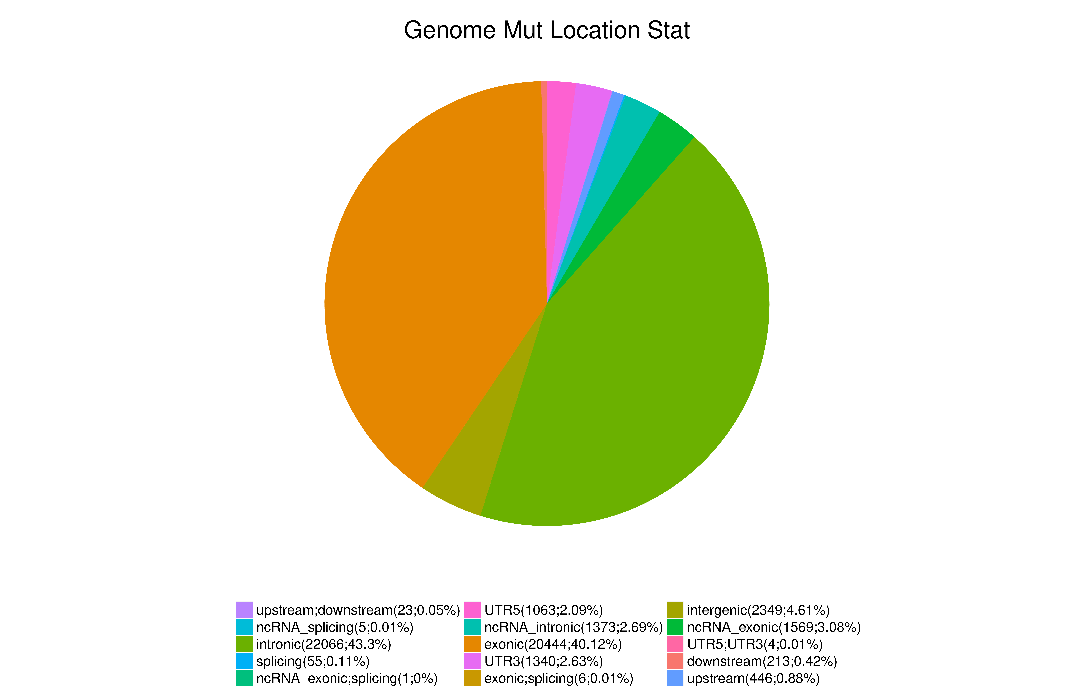 Genome Mut Location Stat
upstream;downstream(23;0.05%) UTR5(1063;2.09%) intergenic(2349;4.61%)
ncRNA_splicing(5;0.01%) ncRNA_intronic(1373;2.69%) ncRNA_exonic(1569;3.08%)
intronic(22066;43.3%) exonic(20444;40.12%) UTR5;UTR3(4;0.01%)
splicing(55;0.11%) UTR3(1340;2.63%) downstream(213;0.42%)
ncRNA_exonic;splicing(1;0%) exonic;splicing(6;0.01%) upstream(446;0.88%)